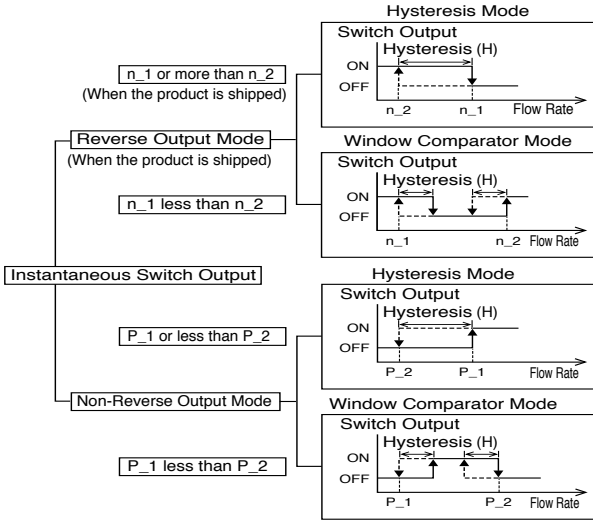 Hysteresis Mode
Switch Output
Hysteresis (H)
ON
OFF
n_2 n_1 Flow Rate
n_1 or more than n_2
(When the product is shipped)
Reverse Output Mode
(When the product is shipped)
Window Comparator Mode
Switch Output
Hysteresis (H)
ON
OFF
n_1 n_2 Flow Rate
n_1 less than n_2
Instantaneous Switch Output
Hysteresis Mode
Switch Output
Hysteresis (H)
ON
OFF
P_2 P_1 Flow Rate
P_1 or less than P_2
Non-Reverse Output Mode
Window Comparator Mode
Switch Output
Hysteresis (H)
ON
OFF
P_1 P_2 Flow Rate
P_1 less than P_2